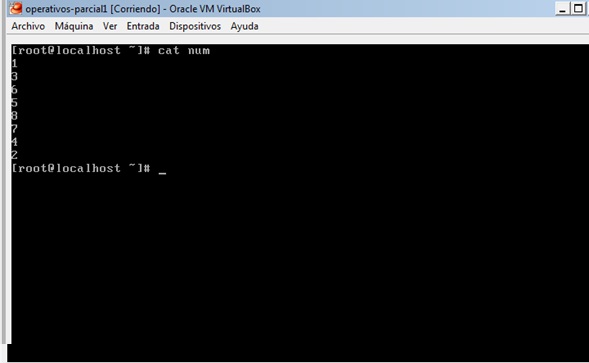 operativos-parcial1 [Corriendo] - Oracle VM VirtualBox
Archivo Máquina Ver Entrada Dispositivos Ayuda
[root@localhost ~]# cat num
1
3
6
5
8
7
4
2
[root@localhost ~]# _